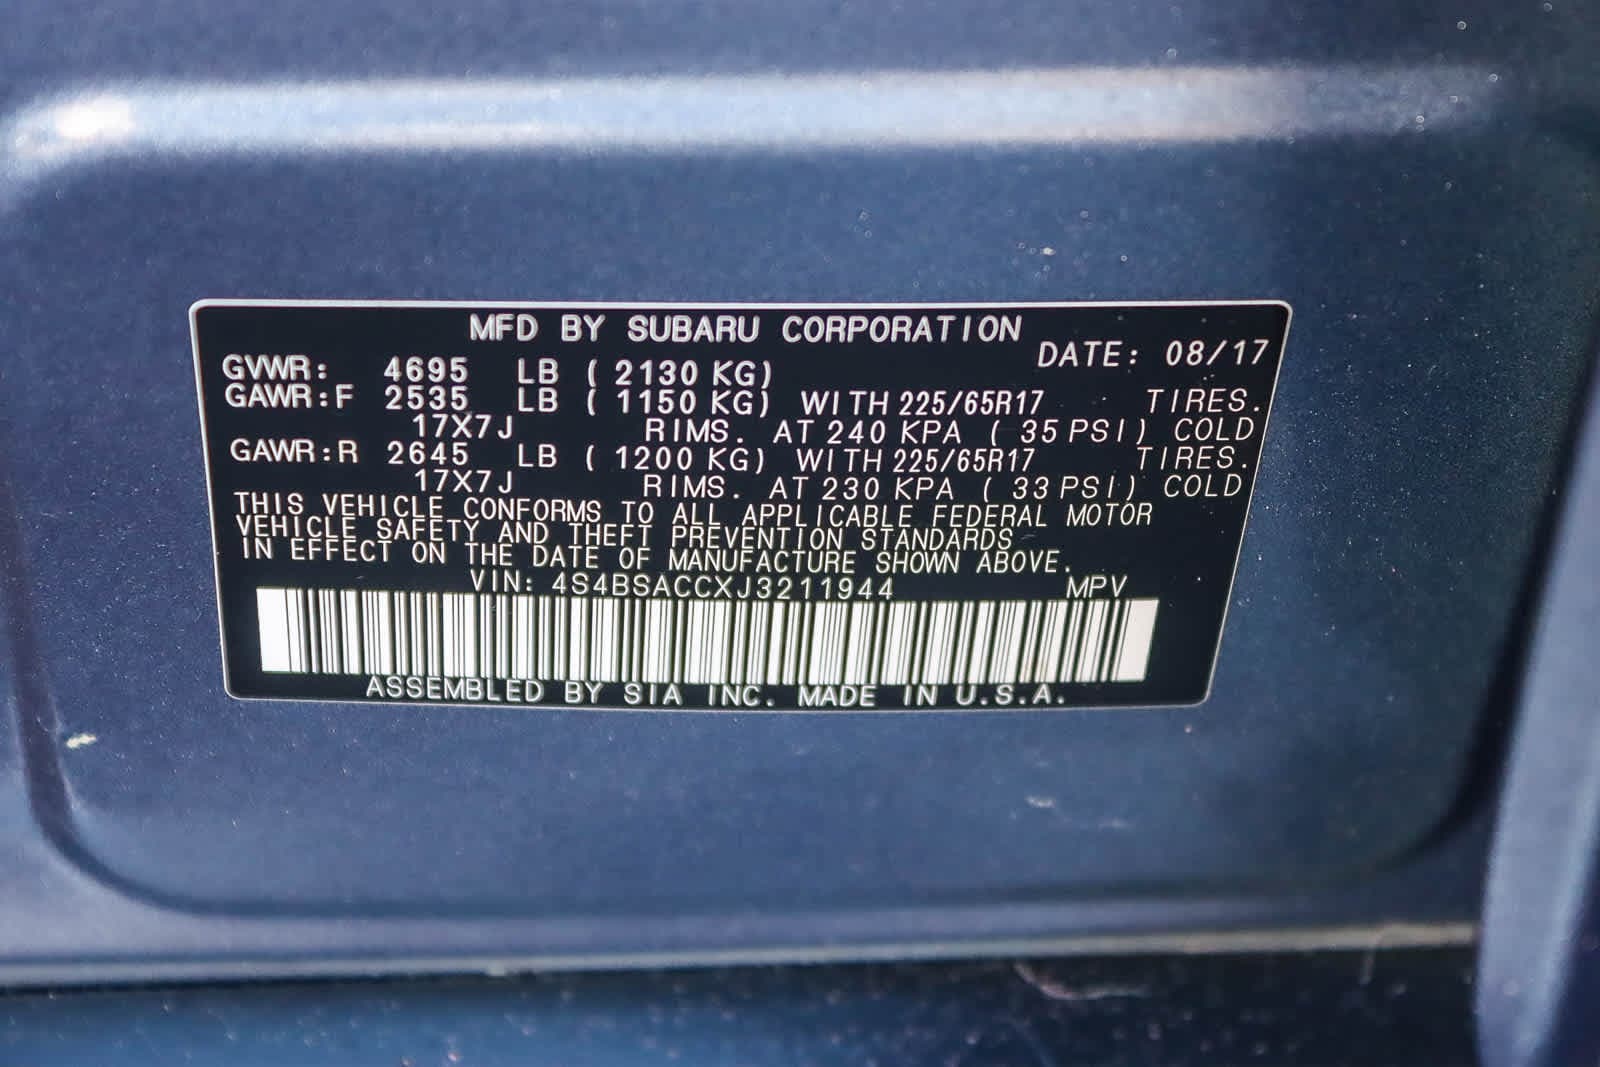 MFD BY SUBARU CORPORATION
DATE: 08/17
GVWR: 4695 LB ( 2130 KG)
GAWR:F 2535 LB ( 1150 KG) WITH 225/65R17 TIRES.
17X7J RIMS. AT 240 KPA ( 35 PSI) COLD
GAWR:R 2645 LB ( 1200 KG) WITH 225/65R17 TIRES.
17X7J RIMS. AT 230 KPA ( 33 PSI) COLD
THIS VEHICLE CONFORMS TO ALL APPLICABLE FEDERAL MOTOR
VEHICLE SAFETY AND THEFT PREVENTION STANDARDS
IN EFFECT ON THE DATE OF MANUFACTURE SHOWN ABOVE.
VIN: 4S4BSACCXJ3211944 MPV
ASSEMBLED BY SIA INC. MADE IN U.S.A.